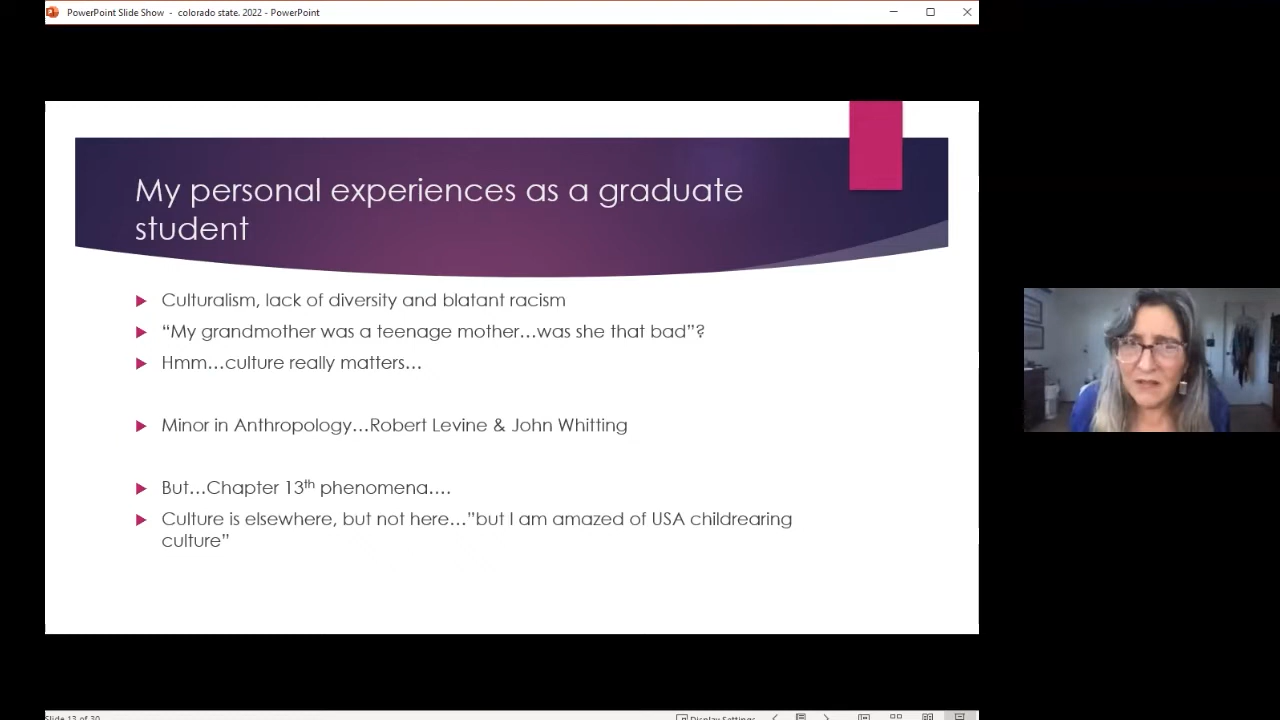 PowerPoint Slide Show - colorado state. 2022 - PowerPoint
My personal experiences as a graduate
student
Culturalism, lack of diversity and blatant racism
“My grandmother was a teenage mother…was she that bad”?
Hmm…culture really matters…
Minor in Anthropology…Robert Levine & John Whitting
But…Chapter 13th phenomena….
Culture is elsewhere, but not here…”but I am amazed of USA childrearing
culture”
Slide 13 of 30
Display Settings